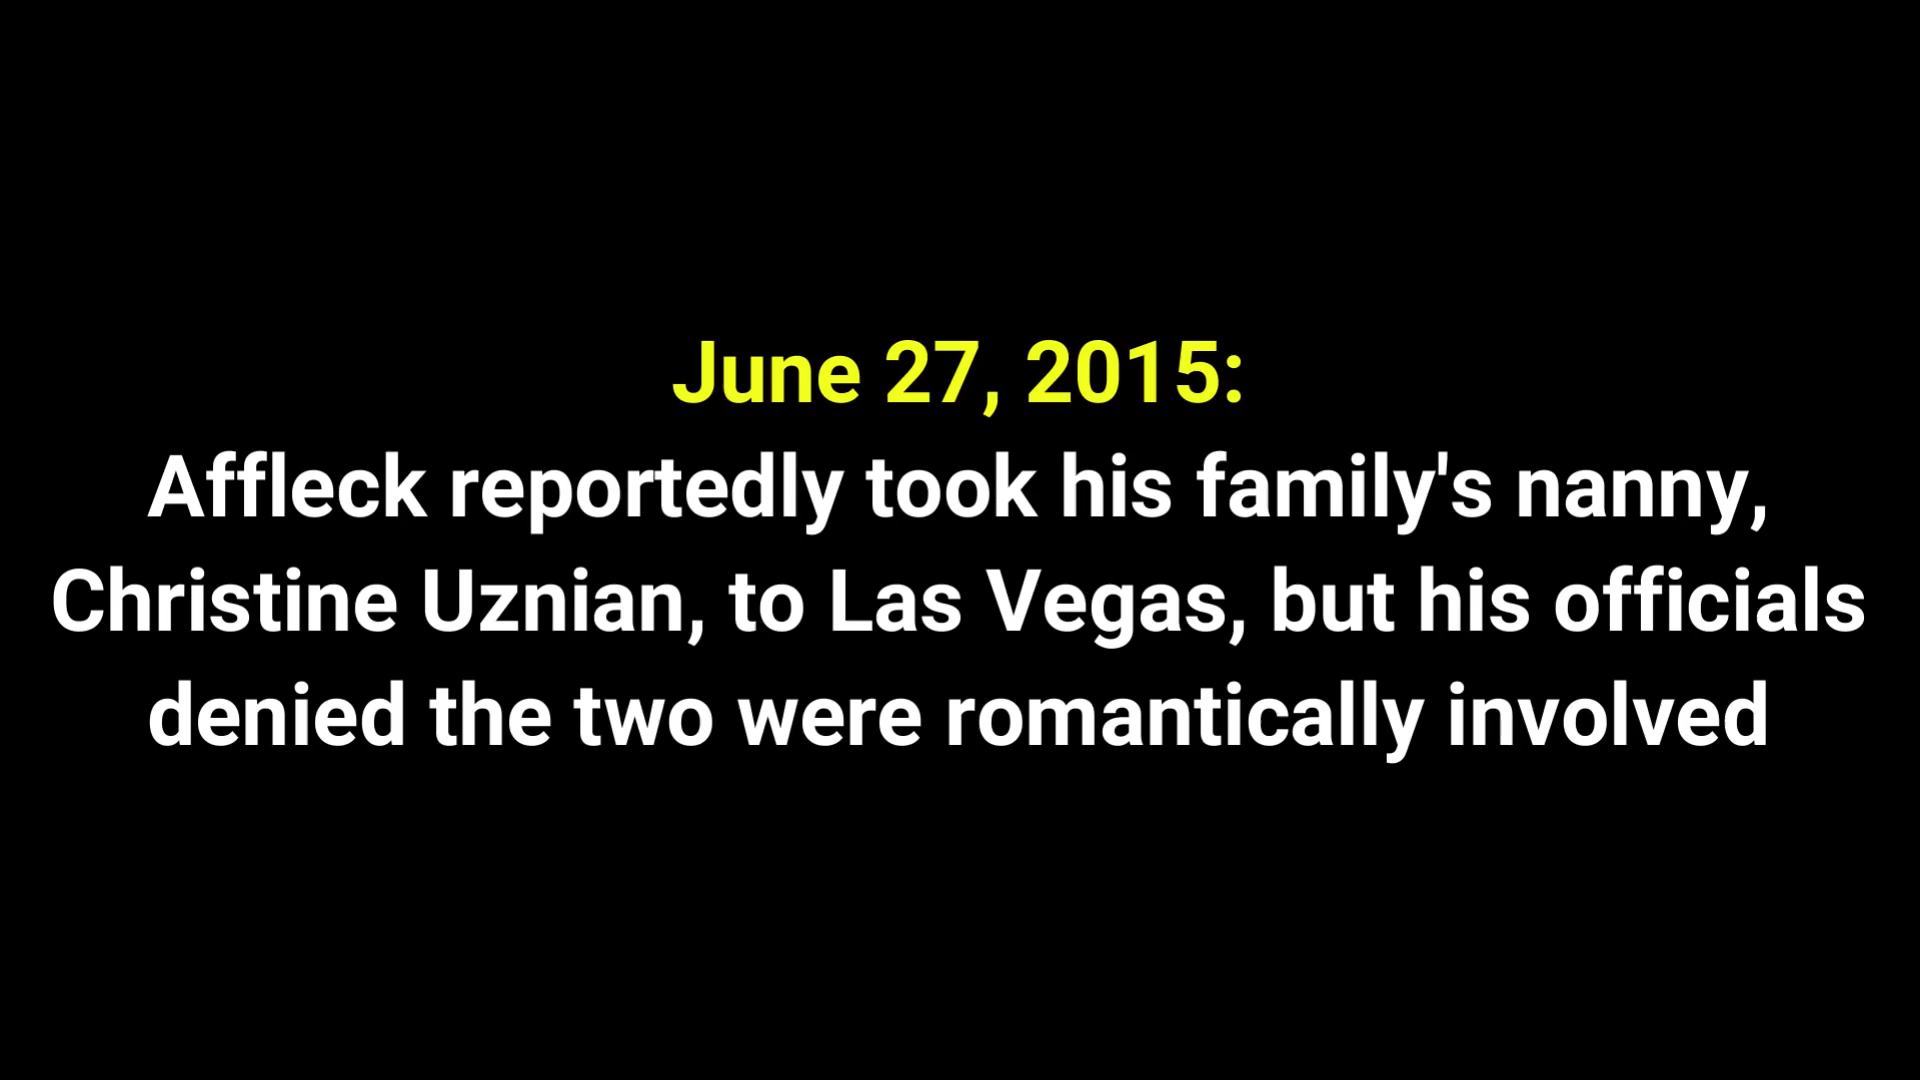 June 27, 2015:
Affleck reportedly took his family's nanny,
Christine Uznian, to Las Vegas, but his officials
denied the two were romantically involved